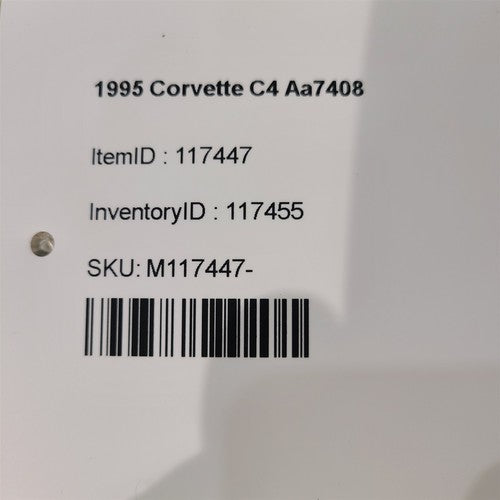 1995 Corvette C4 Aa7408
ItemID : 117447
InventoryID : 117455
SKU: M117447-